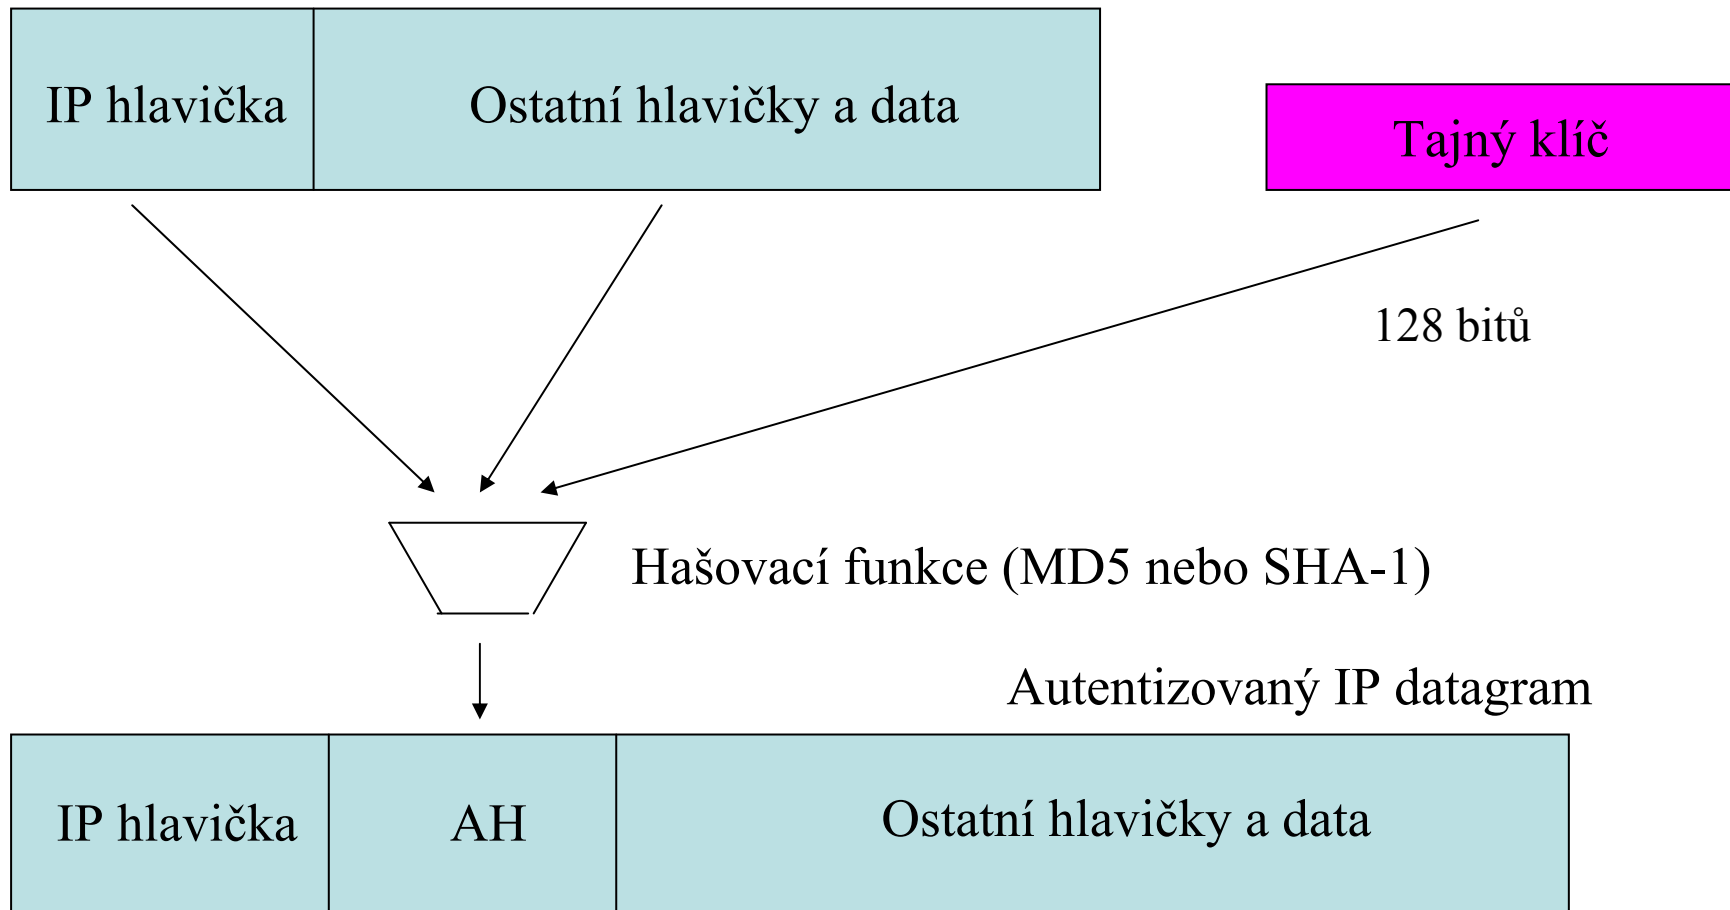 IP hlavička
Ostatní hlavičky a data
Tajný klíč
128 bitů
Hašovací funkce (MD5 nebo SHA-1)
Autentizovaný IP datagram
IP hlavička
AH
Ostatní hlavičky a data